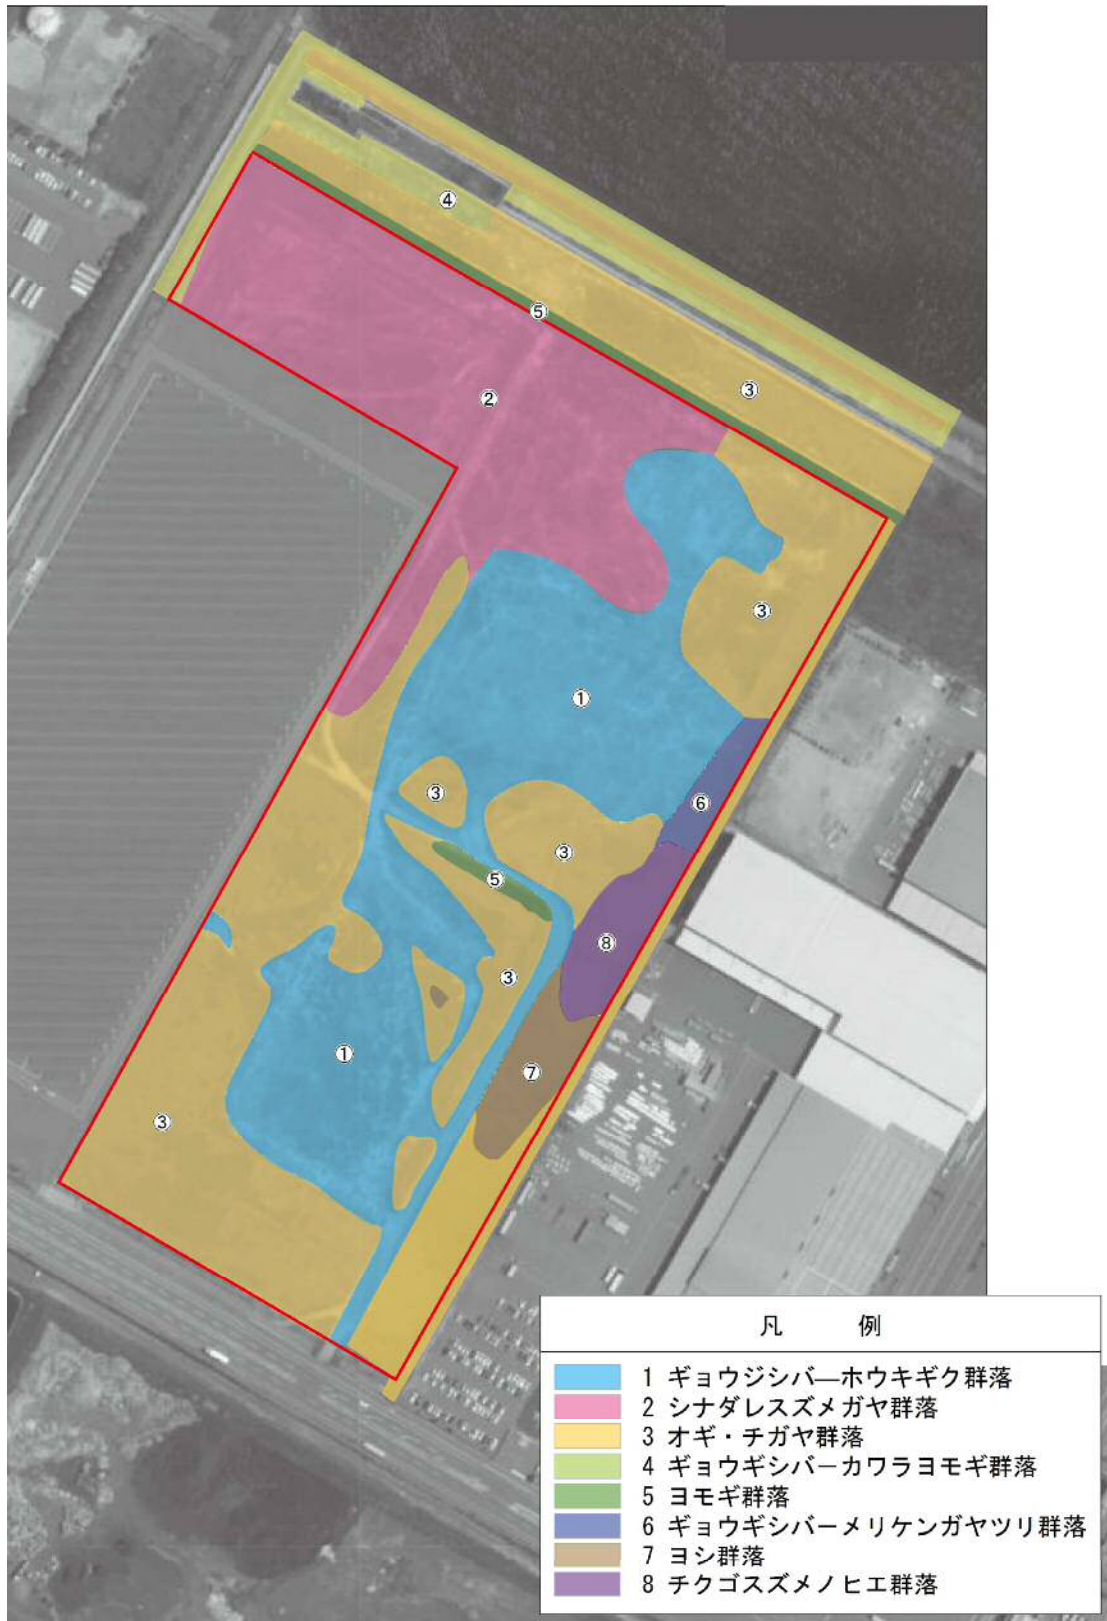 ④
⑤
③
②
③
①
③
⑥
③
⑤
⑧
③
①
⑦
③
凡 例
1 ギョウジシバ―ホウキギク群落
2 シナダレスズメガヤ群落
3 オギ・チガヤ群落
4 ギョウギシバーカワラヨモギ群落
5 ヨモギ群落
6 ギョウギシバーメリケンガヤツリ群落
7 ヨシ群落
8 チクゴスズメノヒエ群落